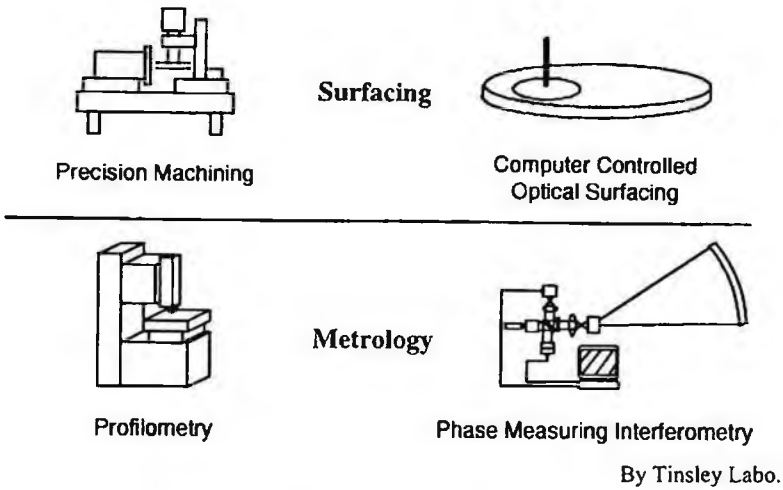 Surfacing
Precision Machining
Computer Controlled
Optical Surfacing
Metrology
Profilometry
Phase Measuring Interferometry
By Tinsley Labo.